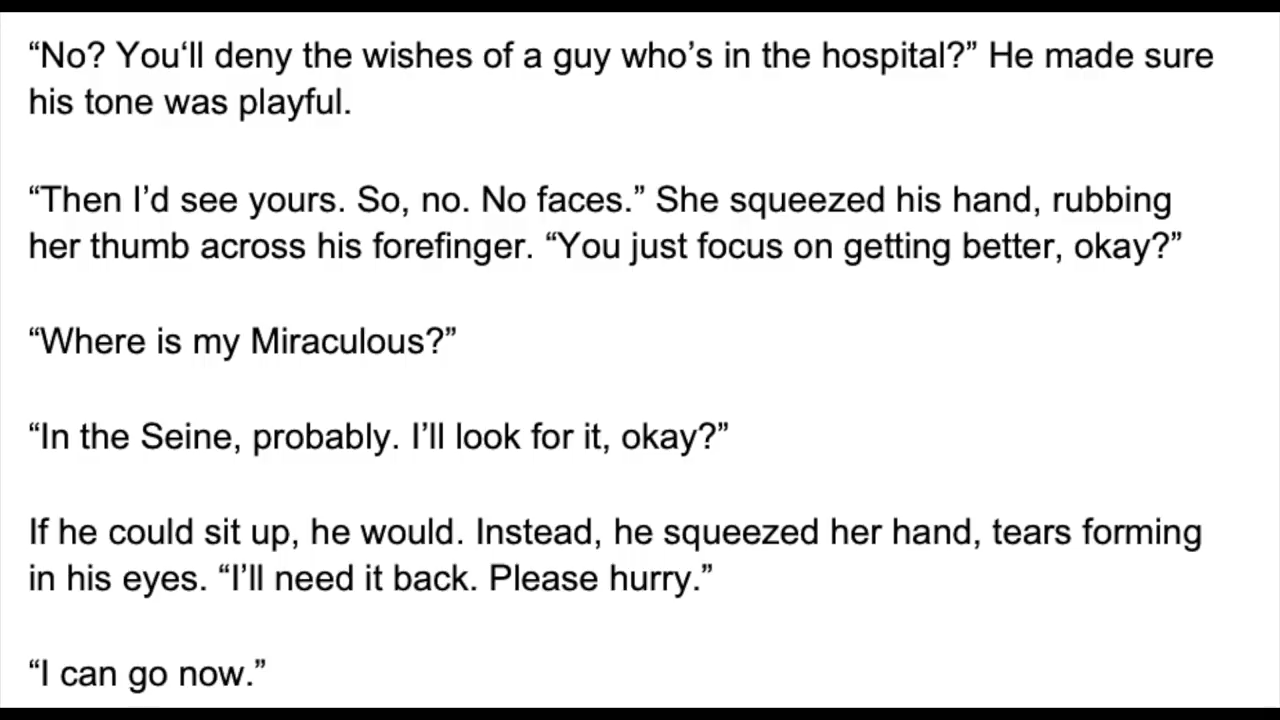 “No? You‘ll deny the wishes of a guy who’s in the hospital?” He made sure
his tone was playful.
“Then I’d see yours. So, no. No faces.” She squeezed his hand, rubbing
her thumb across his forefinger. “You just focus on getting better, okay?”
“Where is my Miraculous?”
“In the Seine, probably. I’ll look for it, okay?”
If he could sit up, he would. Instead, he squeezed her hand, tears forming
in his eyes. “I’ll need it back. Please hurry.”
“I can go now.”